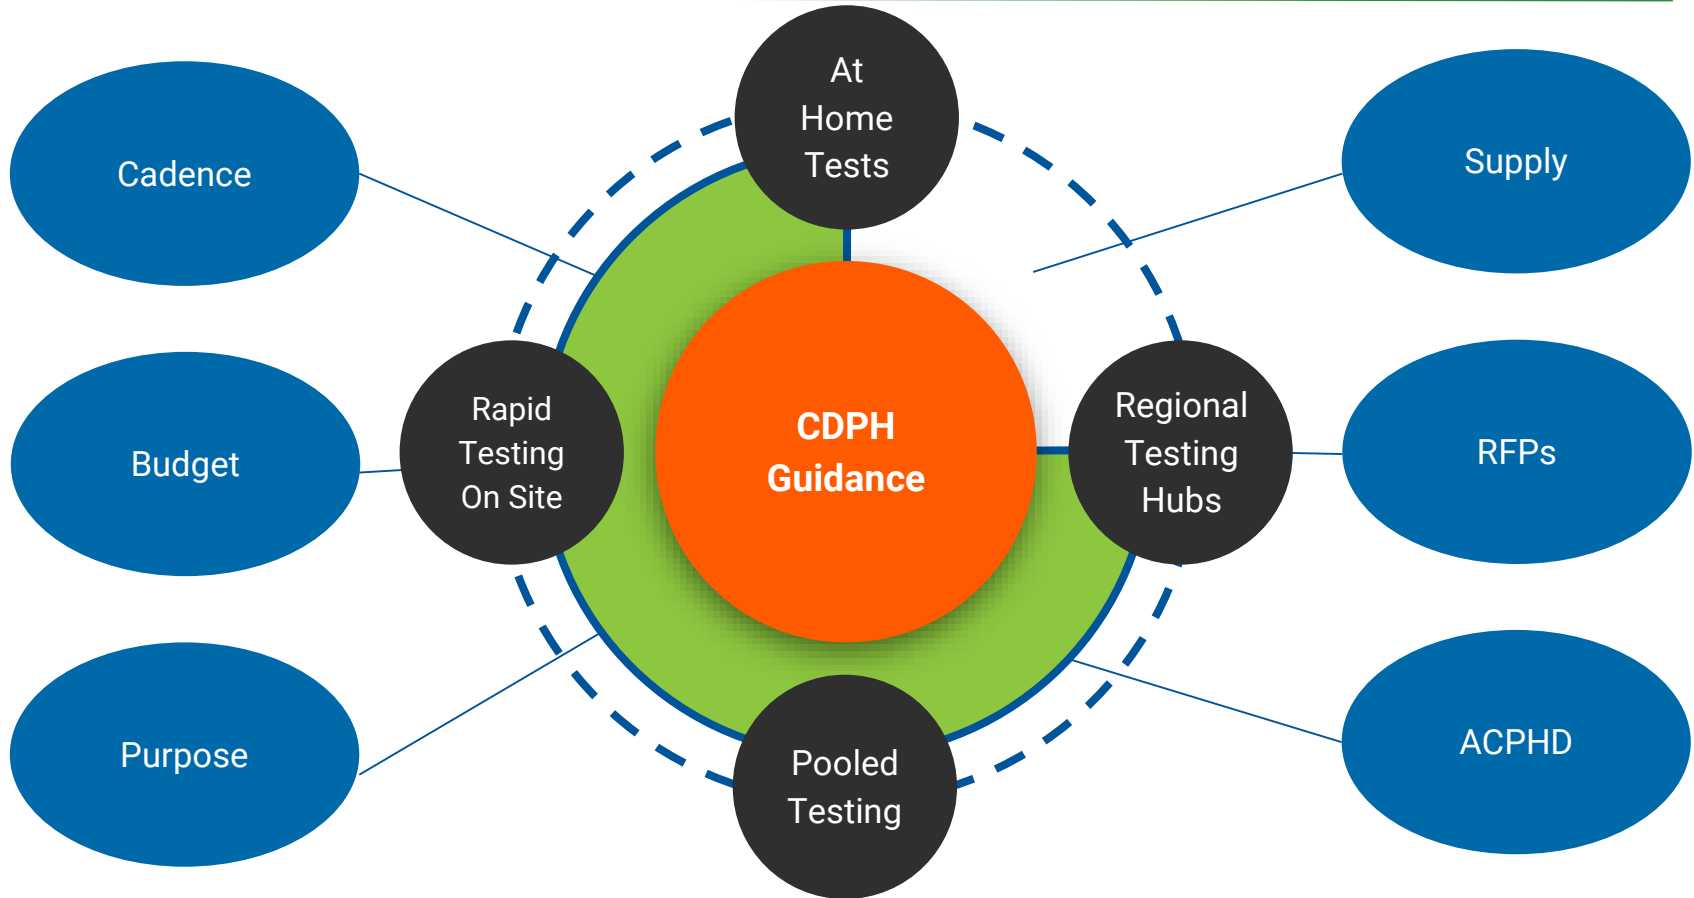 At
Home
Tests
Cadence
Supply
Rapid
Testing
On Site
CDPH
Guidance
Regional
Testing
Hubs
Budget
RFPs
Purpose
Pooled
Testing
ACPHD